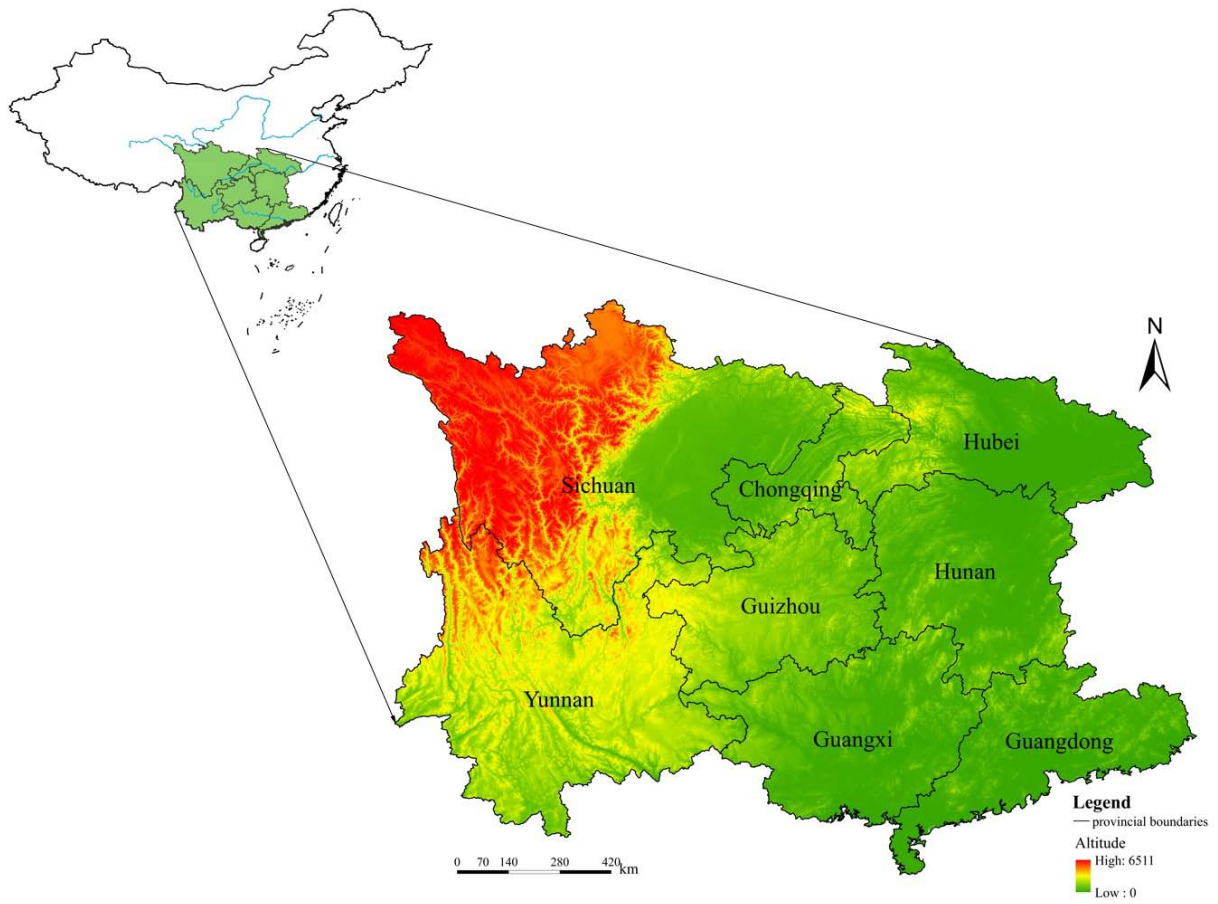 N
Hubei
Sichuan
Chongqing
Hunan
Guizhou
Yunnan
Guangxi
Guangdong
Legend
provincial boundaries
Altitude
High: 6511
Low : 0
0 70 140 280 420 km